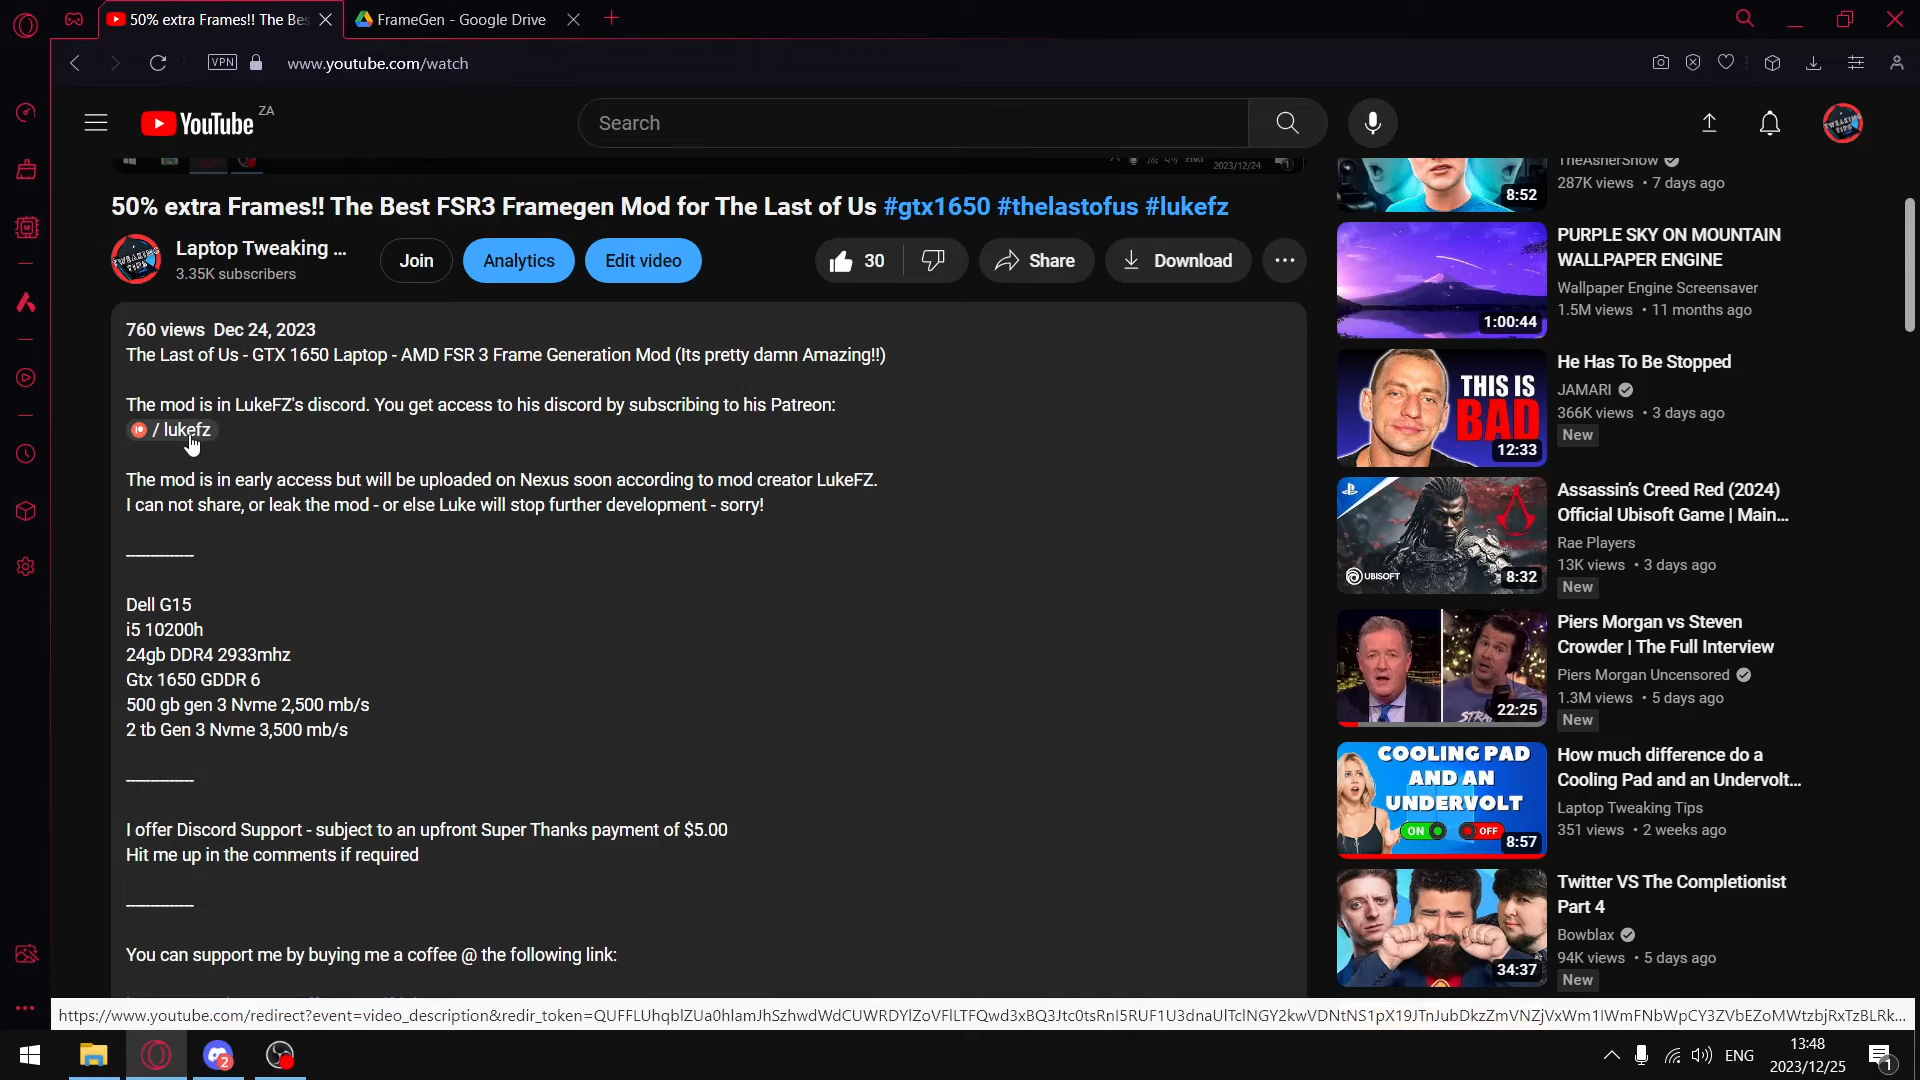 50% extra Frames!! The Bes
FrameGen - Google Drive
VPN
www.youtube.com/watch
YouTube
ZA
Search
2023/12/24
50% extra Frames!! The Best FSR3 Framegen Mod for The Last of Us #gtx1650 #thelastofus #lukefz
Laptop Tweaking ...
3.35K subscribers
Join
Analytics
Edit video
30
Share
Download
760 views Dec 24, 2023
The Last of Us - GTX 1650 Laptop - AMD FSR 3 Frame Generation Mod (Its pretty damn Amazing!!)
The mod is in LukeFZ's discord. You get access to his discord by subscribing to his Patreon:
/ lukefz
The mod is in early access but will be uploaded on Nexus soon according to mod creator LukeFZ.
I can not share, or leak the mod - or else Luke will stop further development - sorry!
---------------
Dell G15
i5 10200h
24gb DDR4 2933mhz
Gtx 1650 GDDR 6
500 gb gen 3 Nvme 2,500 mb/s
2 tb Gen 3 Nvme 3,500 mb/s
---------------
I offer Discord Support - subject to an upfront Super Thanks payment of $5.00
Hit me up in the comments if required
---------------
You can support me by buying me a coffee @ the following link:
TheAsherShow
287K views • 7 days ago
8:52
PURPLE SKY ON MOUNTAIN
WALLPAPER ENGINE
Wallpaper Engine Screensaver
1.5M views • 11 months ago
1:00:44
He Has To Be Stopped
JAMARI
366K views • 3 days ago
New
THIS IS
BAD
12:33
Assassin's Creed Red (2024)
Official Ubisoft Game | Main...
Rae Players
13K views • 3 days ago
New
UBISOFT
8:32
Piers Morgan vs Steven
Crowder | The Full Interview
Piers Morgan Uncensored
1.3M views • 5 days ago
New
22:25
How much difference do a
Cooling Pad and an Undervolt...
Laptop Tweaking Tips
351 views • 2 weeks ago
COOLING PAD
AND AN
UNDERVOLT
ON
OFF
8:57
Twitter VS The Completionist
Part 4
Bowblax
94K views • 5 days ago
New
34:37
ENG
13:48
2023/12/25
2
1